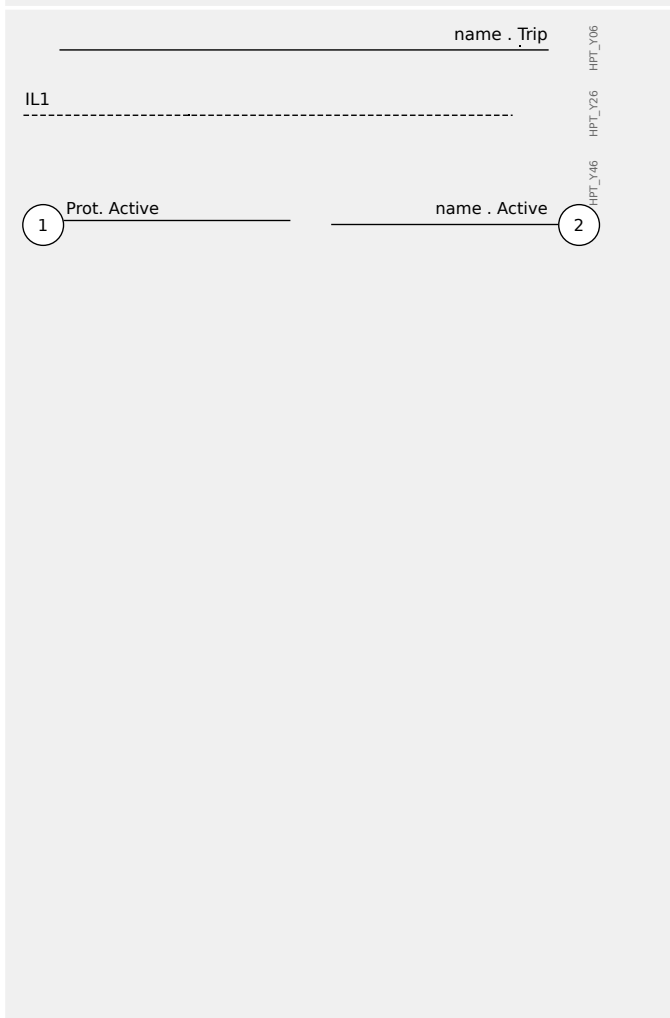 name . Trip
HPT_Y06
IL1
HPT_Y26
HPT_Y46
Prot. Active
name . Active
1
2